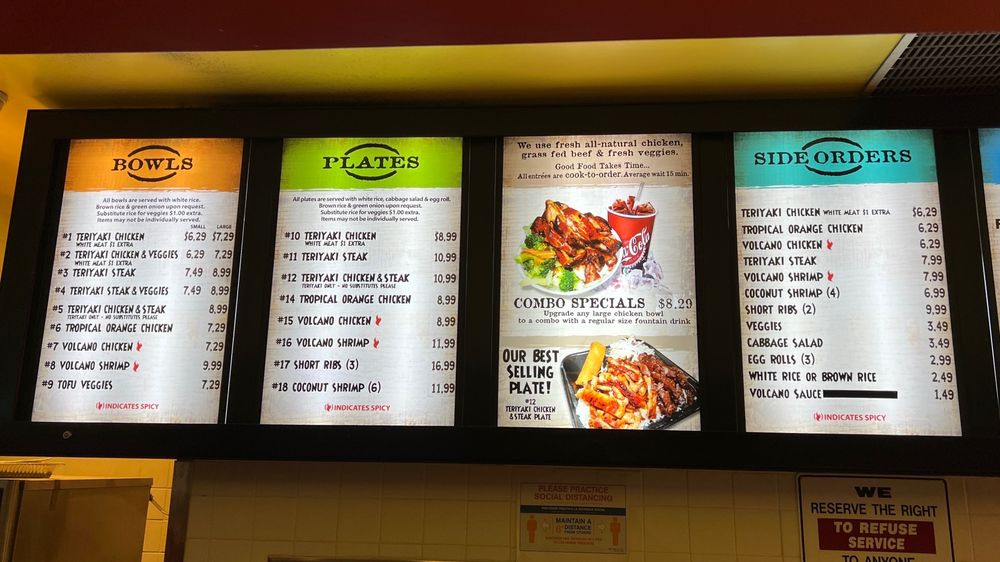 BOWLS
All bowls are served with white rice.
Brown rice & green onion upon request.
Substitute rice for veggies $1.00 extra.
Items may not be individually served.
SMALL LARGE
#1 TERIYAKI CHICKEN $6,29 $7,29
WHITE MEAT $1 EXTRA
#2 TERIYAKI CHICKEN & VEGGIES 6,29 7,29
WHITE MEAT $1 EXTRA
#3 TERIYAKI STEAK 7,49 8,99
#4 TERIYAKI STEAK & VEGGIES 7,49 8,99
#5 TERIYAKI CHICKEN & STEAK 8,99
TERIYAKI ONLY - NO SUBSTITUTES PLEASE
#6 TROPICAL ORANGE CHICKEN 7,29
#7 VOLCANO CHICKEN 7,29
#8 VOLCANO SHRIMP 9,99
#9 TOFU VEGGIES 7,29
INDICATES SPICY
PLATES
All plates are served with white rice, cabbage salad & egg roll.
Brown rice & green onion upon request.
Substitute rice for veggies $1.00 extra.
Items may not be individually served.
#10 TERIYAKI CHICKEN $8,99
WHITE MEAT $1 EXTRA
#11 TERIYAKI STEAK 10,99
#12 TERIYAKI CHICKEN & STEAK 10,99
TERIYAKI ONLY - NO SUBSTITUTES PLEASE
#14 TROPICAL ORANGE CHICKEN 8,99
#15 VOLCANO CHICKEN 8,99
#16 VOLCANO SHRIMP 11,99
#17 SHORT RIBS (3) 16,99
#18 COCONUT SHRIMP (6) 11,99
INDICATES SPICY
We use fresh all-natural chicken,
grass fed beef & fresh veggies.
Good Food Takes Time...
All entrées are cook-to-order. Average wait 15 min.
Coca-Cola
COMBO SPECIALS $8.29
Upgrade any large chicken bowl
to a combo with a regular size fountain drink
OUR BEST
SELLING
PLATE!
#12
TERIYAKI CHICKEN
& STEAK PLATE
SIDE ORDERS
TERIYAKI CHICKEN WHITE MEAT $1 EXTRA $6,29
TROPICAL ORANGE CHICKEN 6,29
VOLCANO CHICKEN 6,29
TERIYAKI STEAK 7,99
VOLCANO SHRIMP 7,99
COCONUT SHRIMP (4) 6,99
SHORT RIBS (2) 9,99
VEGGIES 3,49
CABBAGE SALAD 3,49
EGG ROLLS (3) 2,99
WHITE RICE OR BROWN RICE 2,49
VOLCANO SAUCE 1,49
INDICATES SPICY
PLEASE PRACTICE
SOCIAL DISTANCING
MAINTAIN A
DISTANCE
WE
RESERVE THE RIGHT
TO REFUSE
SERVICE
TO ANYONE